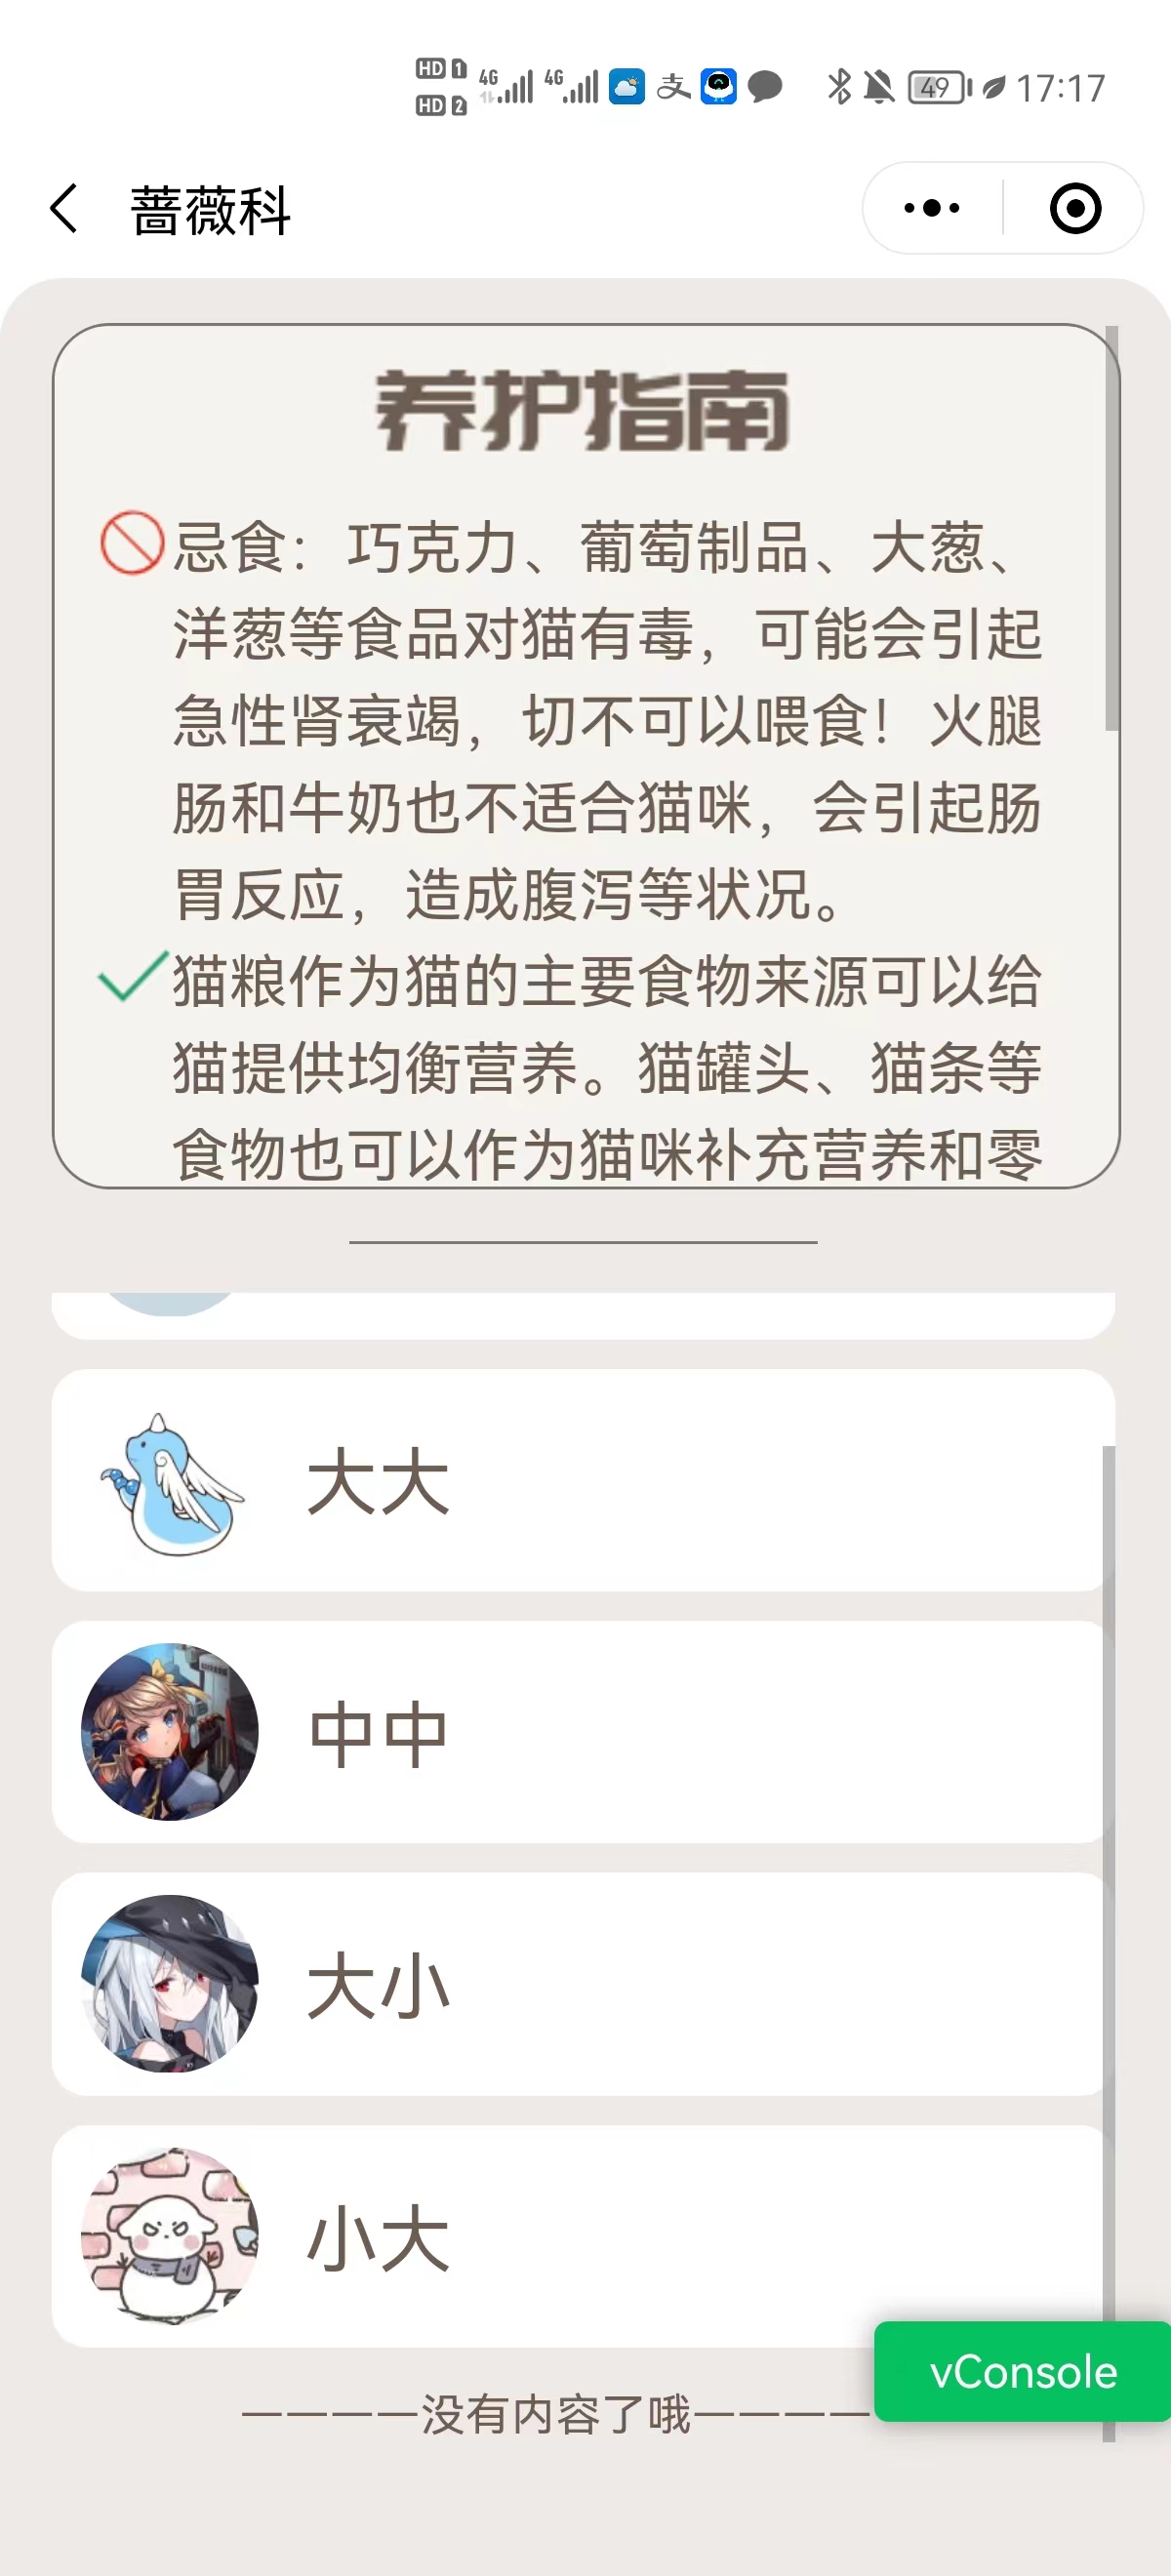 HD 1 4G 4G 支 49 17:17
HD 2
蔷薇科
养护指南
忌食：巧克力、葡萄制品、大葱、
洋葱等食品对猫有毒，可能会引起
急性肾衰竭，切不可以喂食！火腿
肠和牛奶也不适合猫咪，会引起肠
胃反应，造成腹泻等状况。
猫粮作为猫的主要食物来源可以给
猫提供均衡营养。猫罐头、猫条等
食物也可以作为猫咪补充营养和零
大大
中中
大小
小大
vConsole
————没有内容了哦————